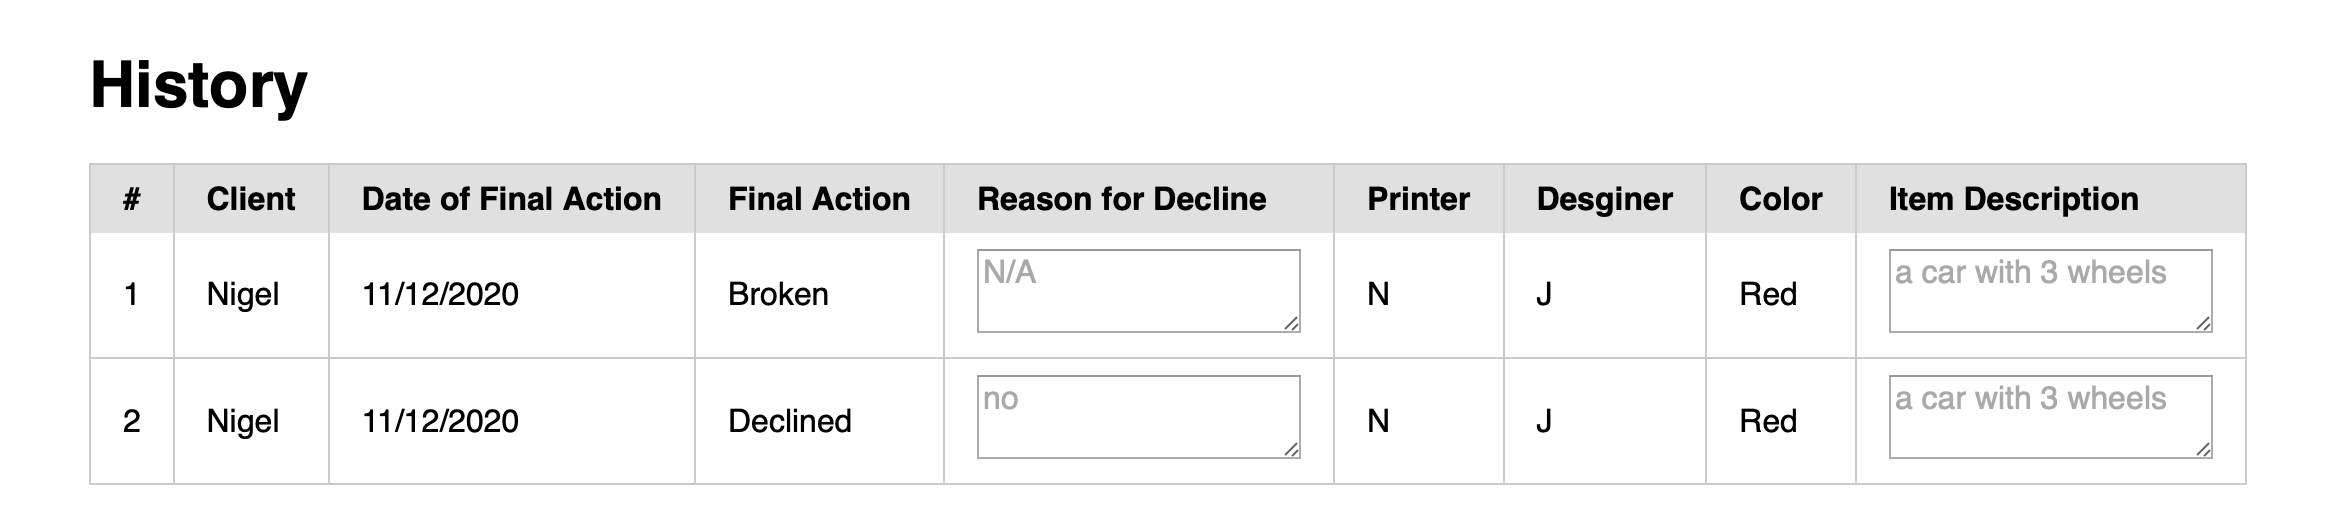 History
# Client Date of Final Action Final Action Reason for Decline Printer Desginer Color Item Description
1 Nigel 11/12/2020 Broken N/A N J Red a car with 3 wheels
2 Nigel 11/12/2020 Declined no N J Red a car with 3 wheels